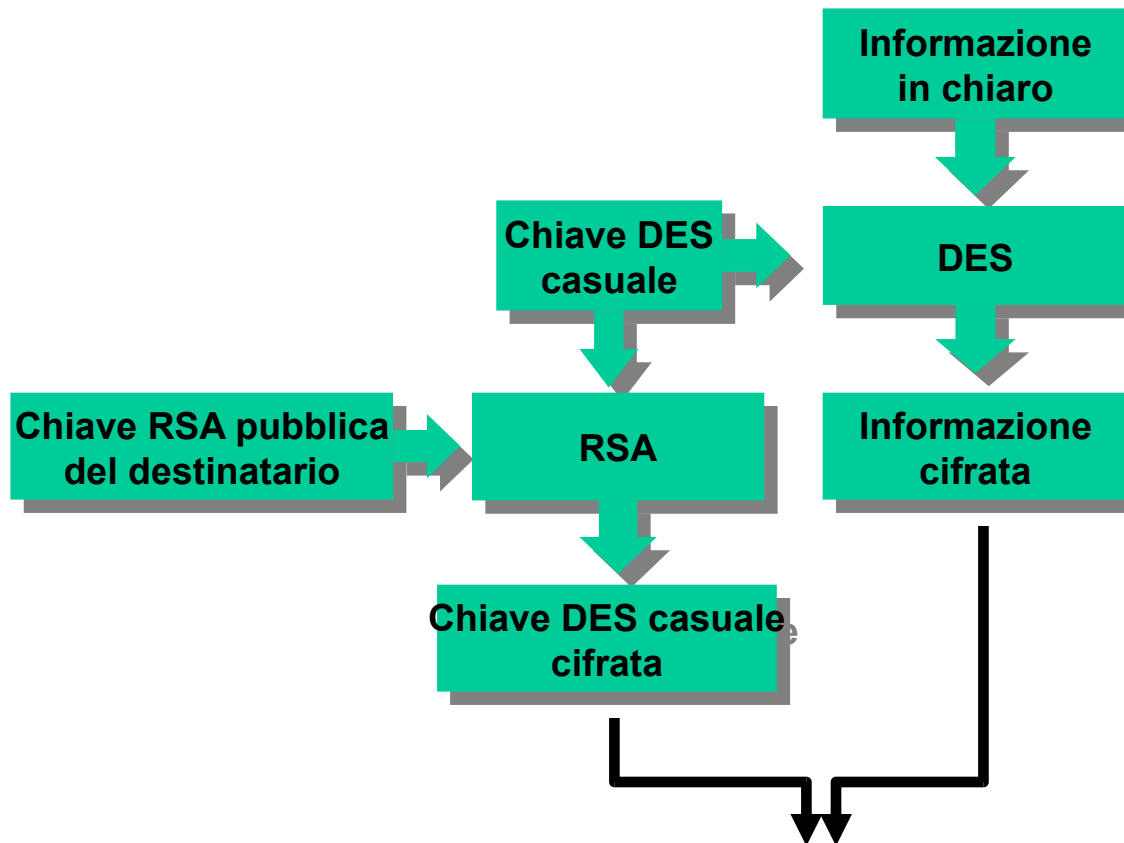 Informazione
in chiaro
Chiave DES
casuale
DES
Chiave RSA pubblica
del destinatario
RSA
Informazione
cifrata
Chiave DES casuale
cifrata